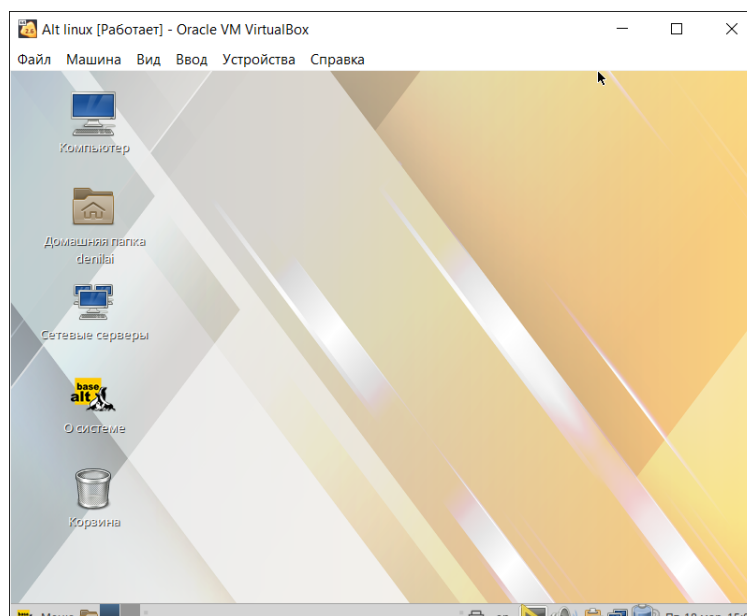 Alt linux [Работает] - Oracle VM VirtualBox
Файл Машина Вид Ввод Устройства Справка
Компьютер
Домашняя папка
denilai
Сетевые серверы
base
alt
О системе
Корзина